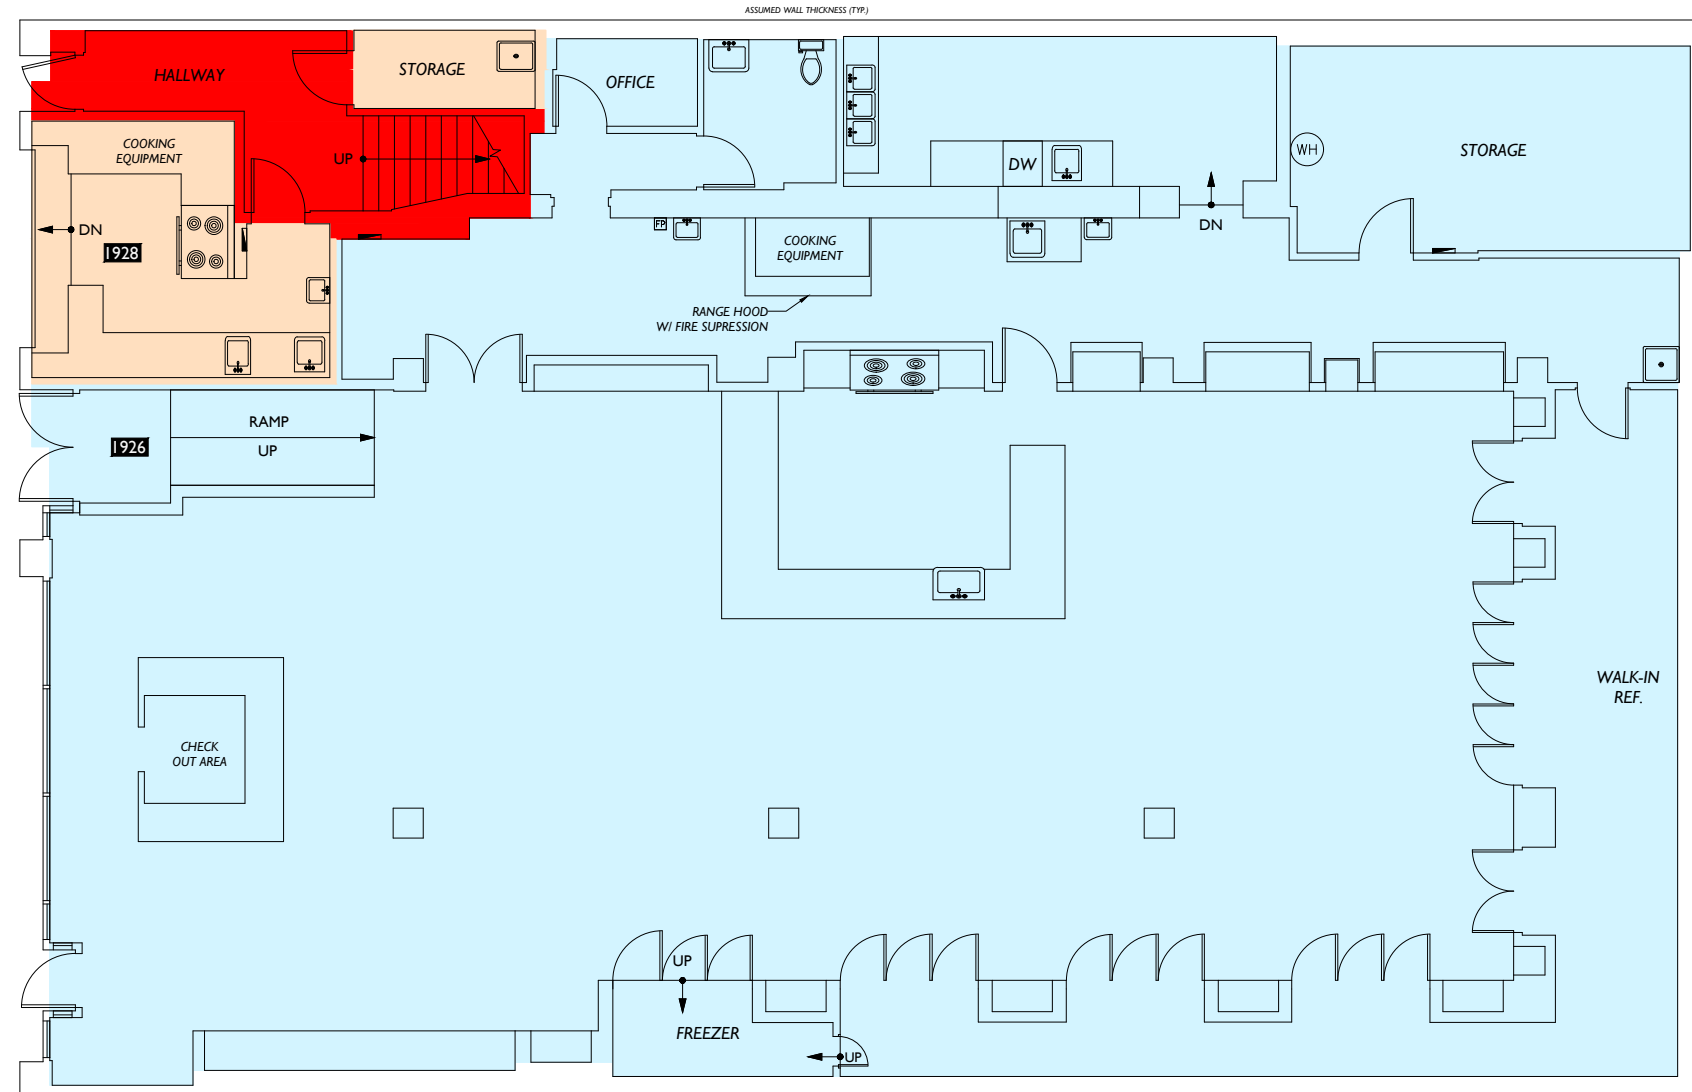 ASSUMED WALL THICKNESS (TYP.)
HALLWAY
STORAGE
OFFICE
COOKING
EQUIPMENT
UP
DW
WH
STORAGE
DN
1928
FP
COOKING
EQUIPMENT
DN
RANGE HOOD
W/ FIRE SUPRESSION
RAMP
1926
UP
WALK-IN
REF.
CHECK
OUT AREA
UP
FREEZER
UP